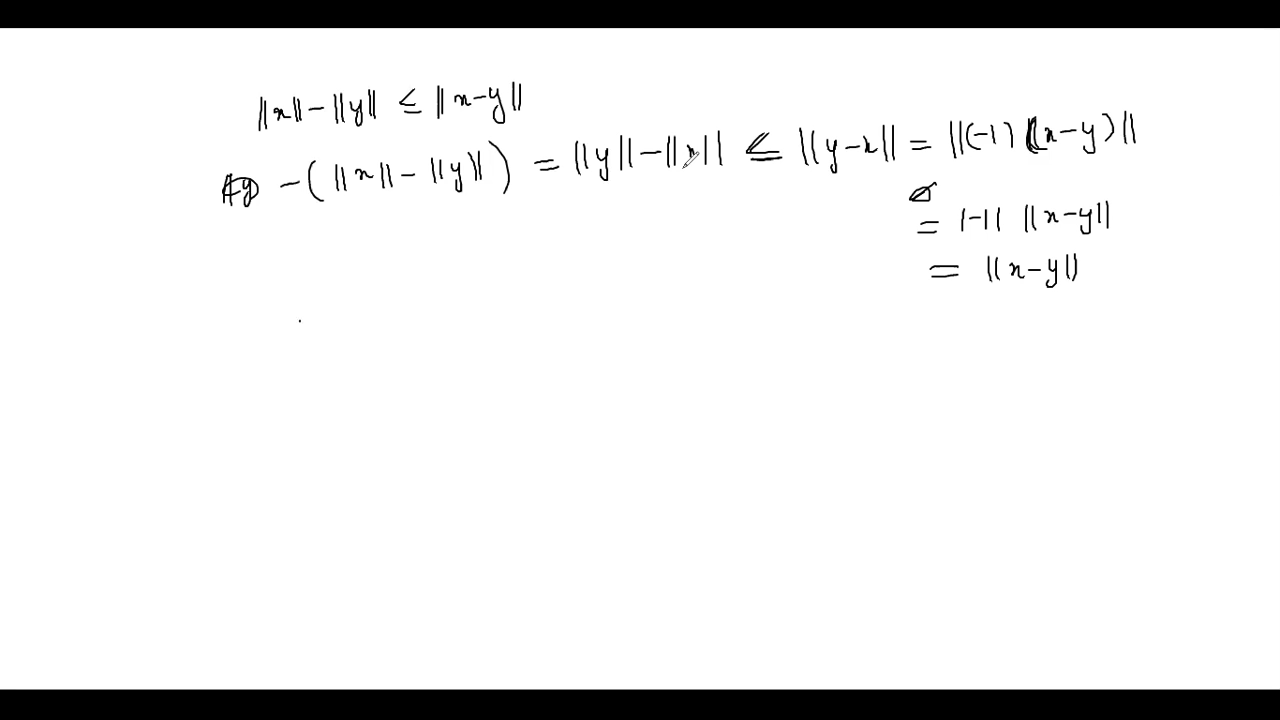 ||x|| - ||y|| ≤ ||x-y||
-(||x|| - ||y||) = ||y|| - ||x|| ≤ ||y-x|| = ||(-1)(x-y)||
= |-1| ||x-y||
= ||x-y||